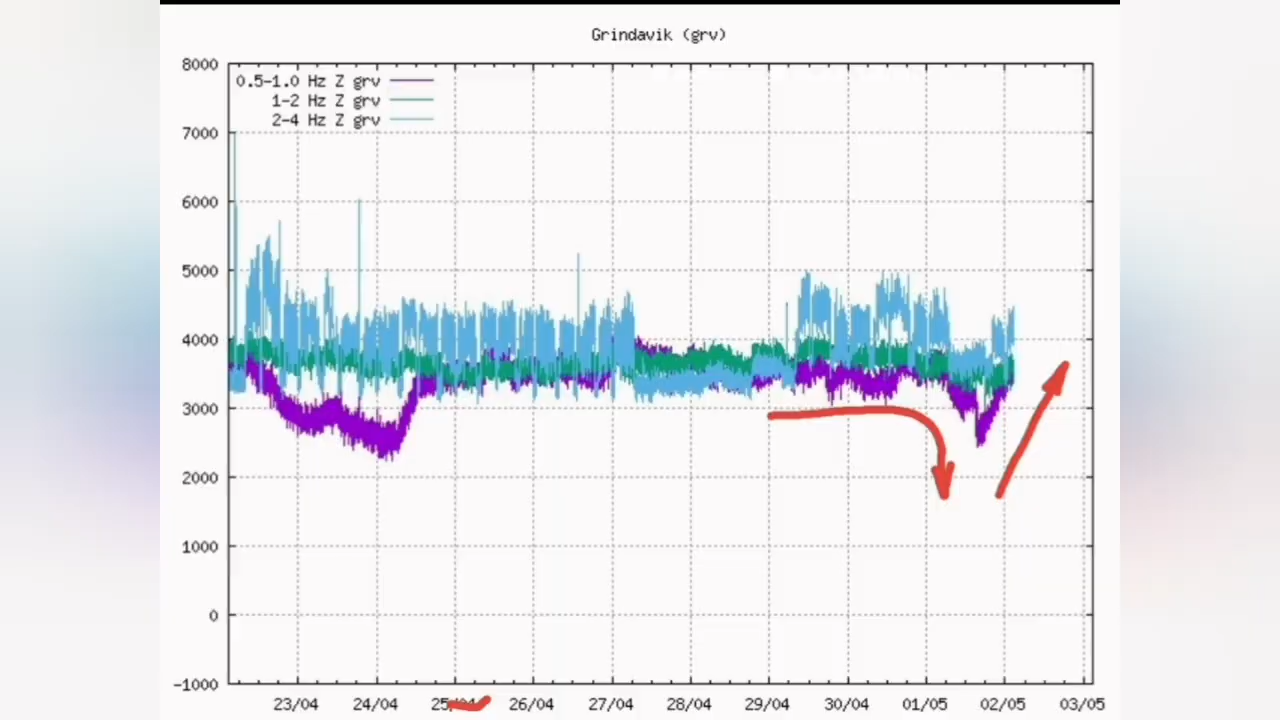 Grindavik (grv)
8000
0.5-1.0 Hz Z grv
1-2 Hz Z grv
2-4 Hz Z grv
7000
6000
5000
4000
3000
2000
1000
0
-1000
23/04 24/04 25/04 26/04 27/04 28/04 29/04 30/04 01/05 02/05 03/05